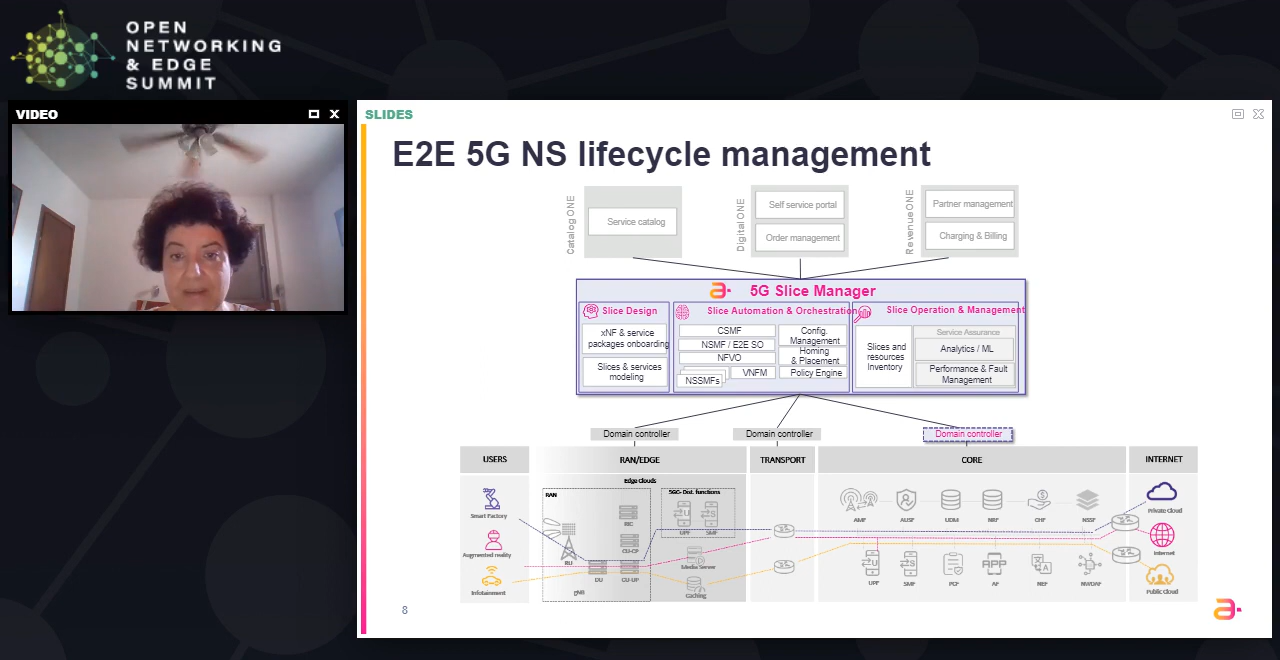 OPEN
NETWORKING
& EDGE
SUMMIT
VIDEO
SLIDES
E2E 5G NS lifecycle management
Catalog ONE
Service catalog
Digital ONE
Self service portal
Order management
RevenueONE
Partner management
Charging & Billing
5G Slice Manager
Slice Design
xNF & service
packages onboarding
Slices & services
modeling
Slice Automation & Orchestration
CSMF
NSMF / E2E SO
NFVO
NSSMFs
VNFM
Config.
Management
Homing
& Placement
Policy Engine
Slice Operation & Management
Slices and
resources
Inventory
Service Assurance
Analytics / ML
Performance & Fault
Management
Domain controller
Domain controller
Domain controller
USERS
RAN/EDGE
TRANSPORT
CORE
INTERNET
Smart Factory
Augmented reality
Infotainment
Edge Clouds
RAN
RIC
CU-CP
RU
DU
CU-UP
gNB
5GC- Dist. functions
UPF
SMF
Media Server
Caching
AMF
AUSF
UDM
NRF
CHF
NSSF
UPF
SMF
PCF
APP
AF
NEF
NWDAF
Private Cloud
Internet
Public Cloud
8
a